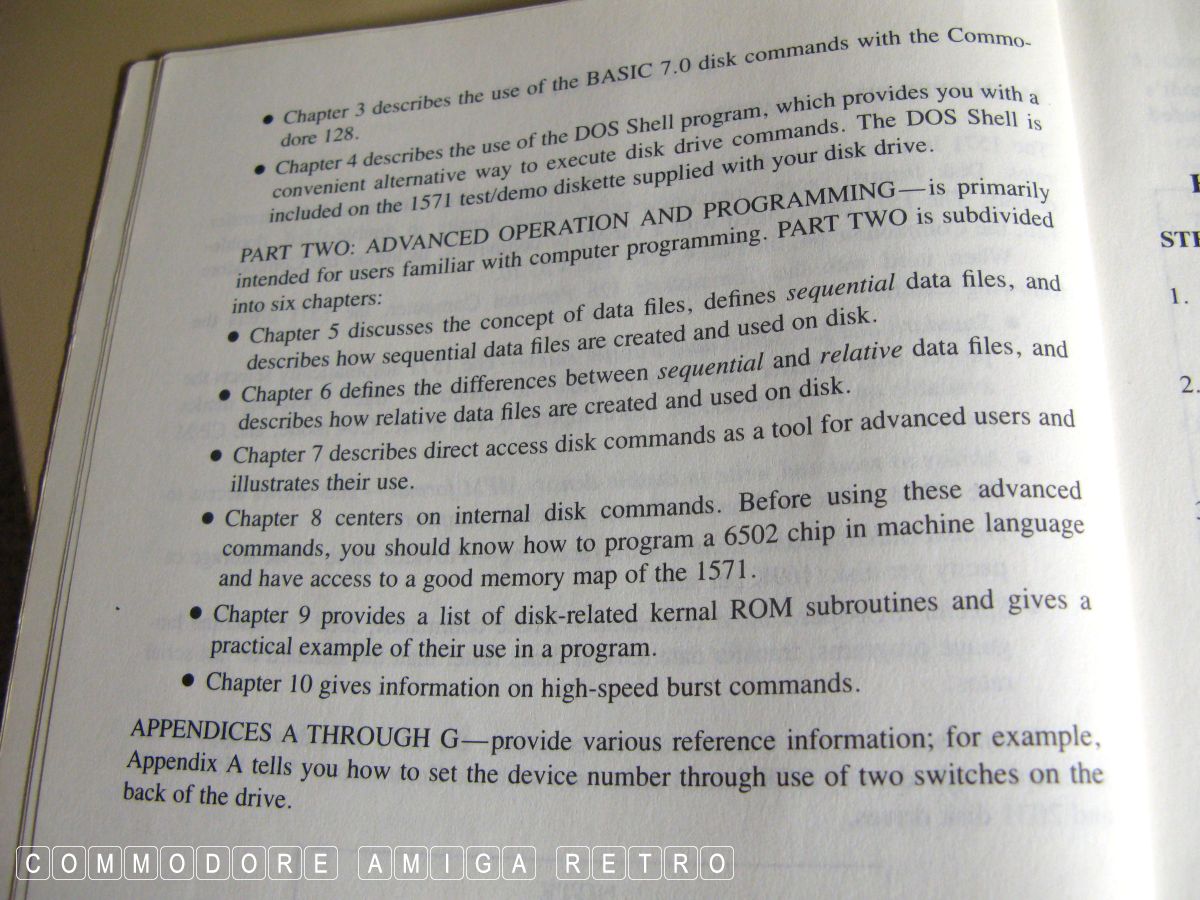 • Chapter 3 describes the use of the BASIC 7.0 disk commands with the Commo-
dore 128.
• Chapter 4 describes the use of the DOS Shell program, which provides you with a
convenient alternative way to execute disk drive commands. The DOS Shell is
included on the 1571 test/demo diskette supplied with your disk drive.
PART TWO: ADVANCED OPERATION AND PROGRAMMING—is primarily
intended for users familiar with computer programming. PART TWO is subdivided
into six chapters:
• Chapter 5 discusses the concept of data files, defines sequential data files, and
describes how sequential data files are created and used on disk.
• Chapter 6 defines the differences between sequential and relative data files, and
describes how relative data files are created and used on disk.
• Chapter 7 describes direct access disk commands as a tool for advanced users and
illustrates their use.
• Chapter 8 centers on internal disk commands. Before using these advanced
commands, you should know how to program a 6502 chip in machine language
and have access to a good memory map of the 1571.
• Chapter 9 provides a list of disk-related kernal ROM subroutines and gives a
practical example of their use in a program.
• Chapter 10 gives information on high-speed burst commands.
APPENDICES A THROUGH G—provide various reference information; for example,
Appendix A tells you how to set the device number through use of two switches on the
back of the drive.
1.
2.
COMMODORE AMIGA RETRO